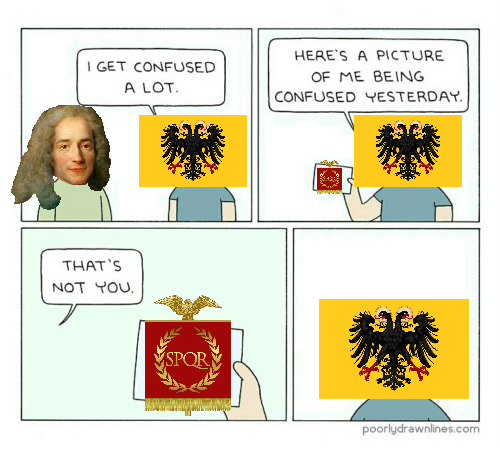 I GET CONFUSED
A LOT.
HERE'S A PICTURE
OF ME BEING
CONFUSED YESTERDAY.
THAT'S
NOT YOU.
SPQR
poorlydrawnlines.com